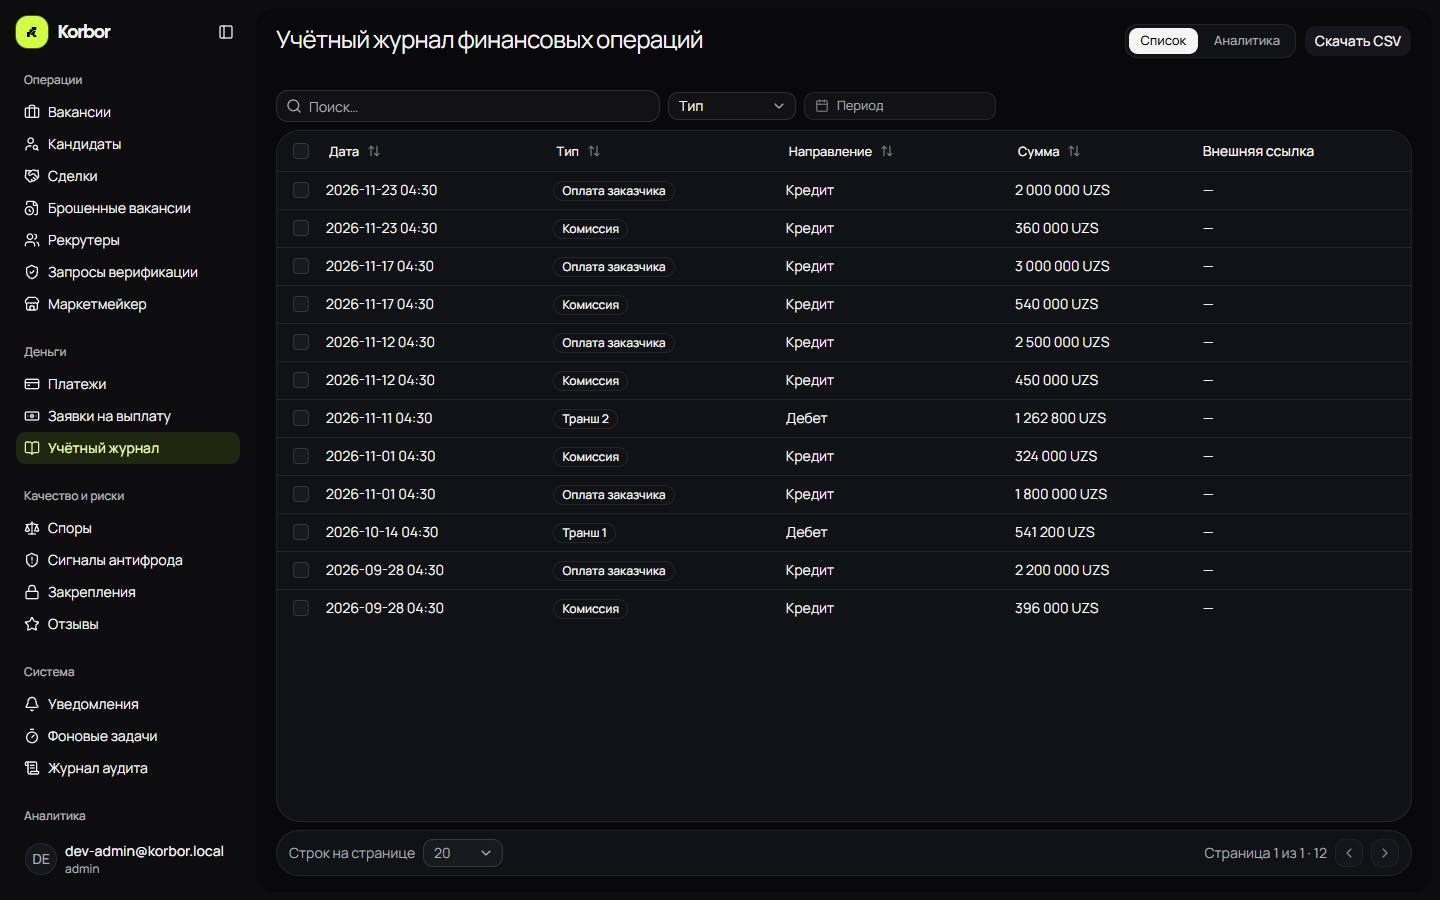 Korbor
Операции
Вакансии
Кандидаты
Сделки
Брошенные вакансии
Рекрутеры
Запросы верификации
Маркетмейкер
Деньги
Платежи
Заявки на выплату
Учётный журнал
Качество и риски
Споры
Сигналы антифрода
Закрепления
Отзывы
Система
Уведомления
Фоновые задачи
Журнал аудита
Аналитика
DE
dev-admin@korbor.local
admin
Учётный журнал финансовых операций
Список Аналитика Скачать CSV
Поиск... Тип Период
Дата Тип Направление Сумма Внешняя ссылка
2026-11-23 04:30 Оплата заказчика Кредит 2 000 000 UZS —
2026-11-23 04:30 Комиссия Кредит 360 000 UZS —
2026-11-17 04:30 Оплата заказчика Кредит 3 000 000 UZS —
2026-11-17 04:30 Комиссия Кредит 540 000 UZS —
2026-11-12 04:30 Оплата заказчика Кредит 2 500 000 UZS —
2026-11-12 04:30 Комиссия Кредит 450 000 UZS —
2026-11-11 04:30 Транш 2 Дебет 1 262 800 UZS —
2026-11-01 04:30 Комиссия Кредит 324 000 UZS —
2026-11-01 04:30 Оплата заказчика Кредит 1 800 000 UZS —
2026-10-14 04:30 Транш 1 Дебет 541 200 UZS —
2026-09-28 04:30 Оплата заказчика Кредит 2 200 000 UZS —
2026-09-28 04:30 Комиссия Кредит 396 000 UZS —
Строк на странице 20 Страница 1 из 1 · 12